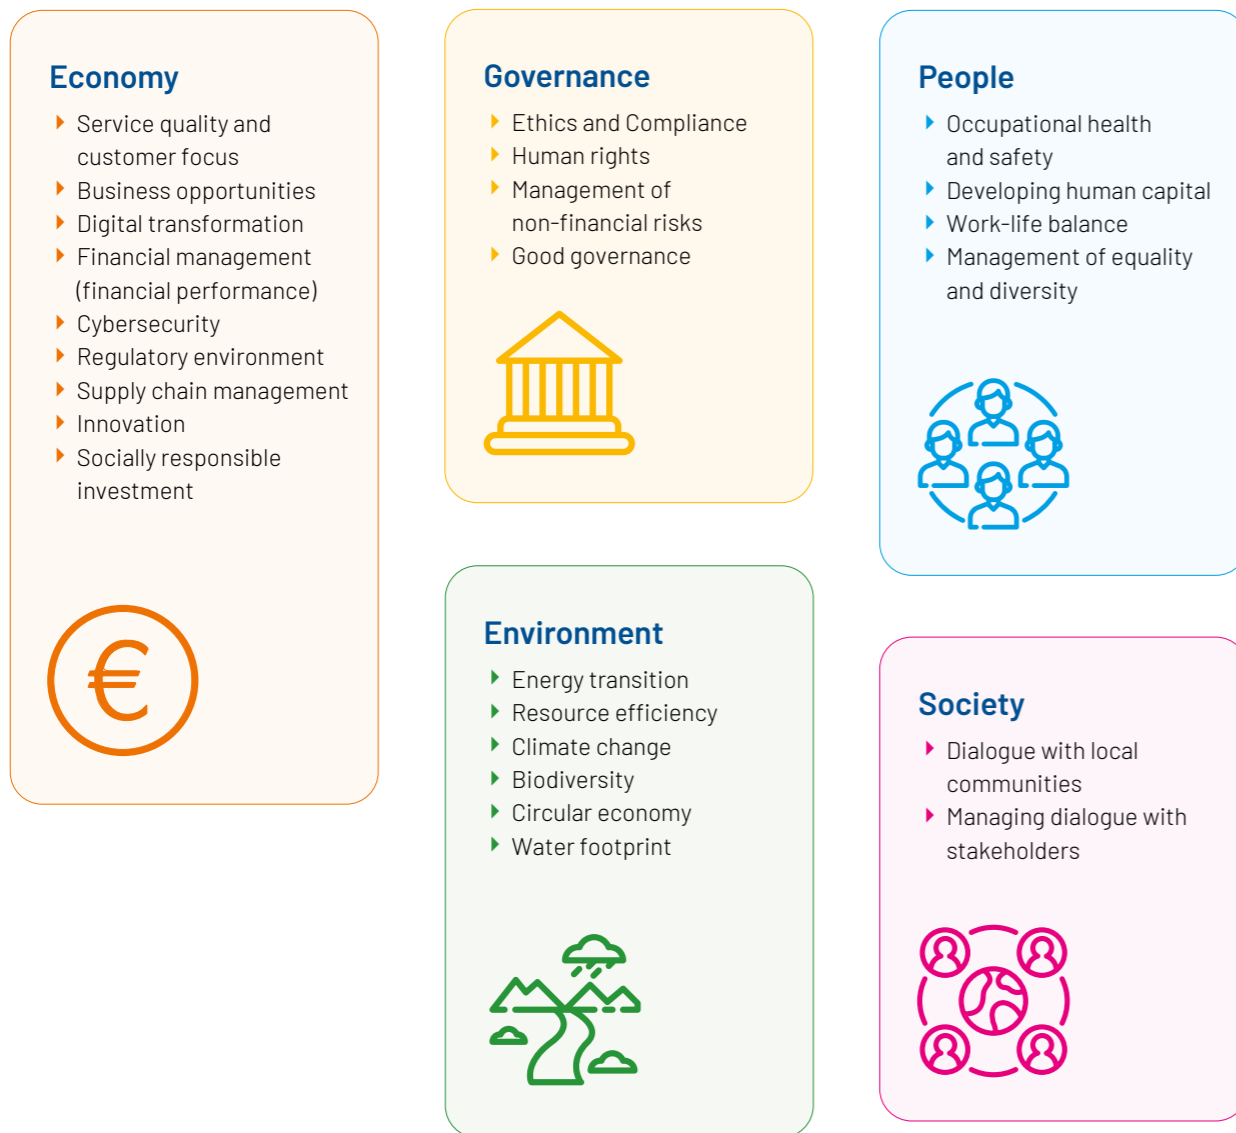 Economy
Service quality and
customer focus
Business opportunities
Digital transformation
Financial management
(financial performance)
Cybersecurity
Regulatory environment
Supply chain management
Innovation
Socially responsible
investment
€
Governance
Ethics and Compliance
Human rights
Management of
non-financial risks
Good governance
Environment
Energy transition
Resource efficiency
Climate change
Biodiversity
Circular economy
Water footprint
People
Occupational health
and safety
Developing human capital
Work-life balance
Management of equality
and diversity
Society
Dialogue with local
communities
Managing dialogue with
stakeholders